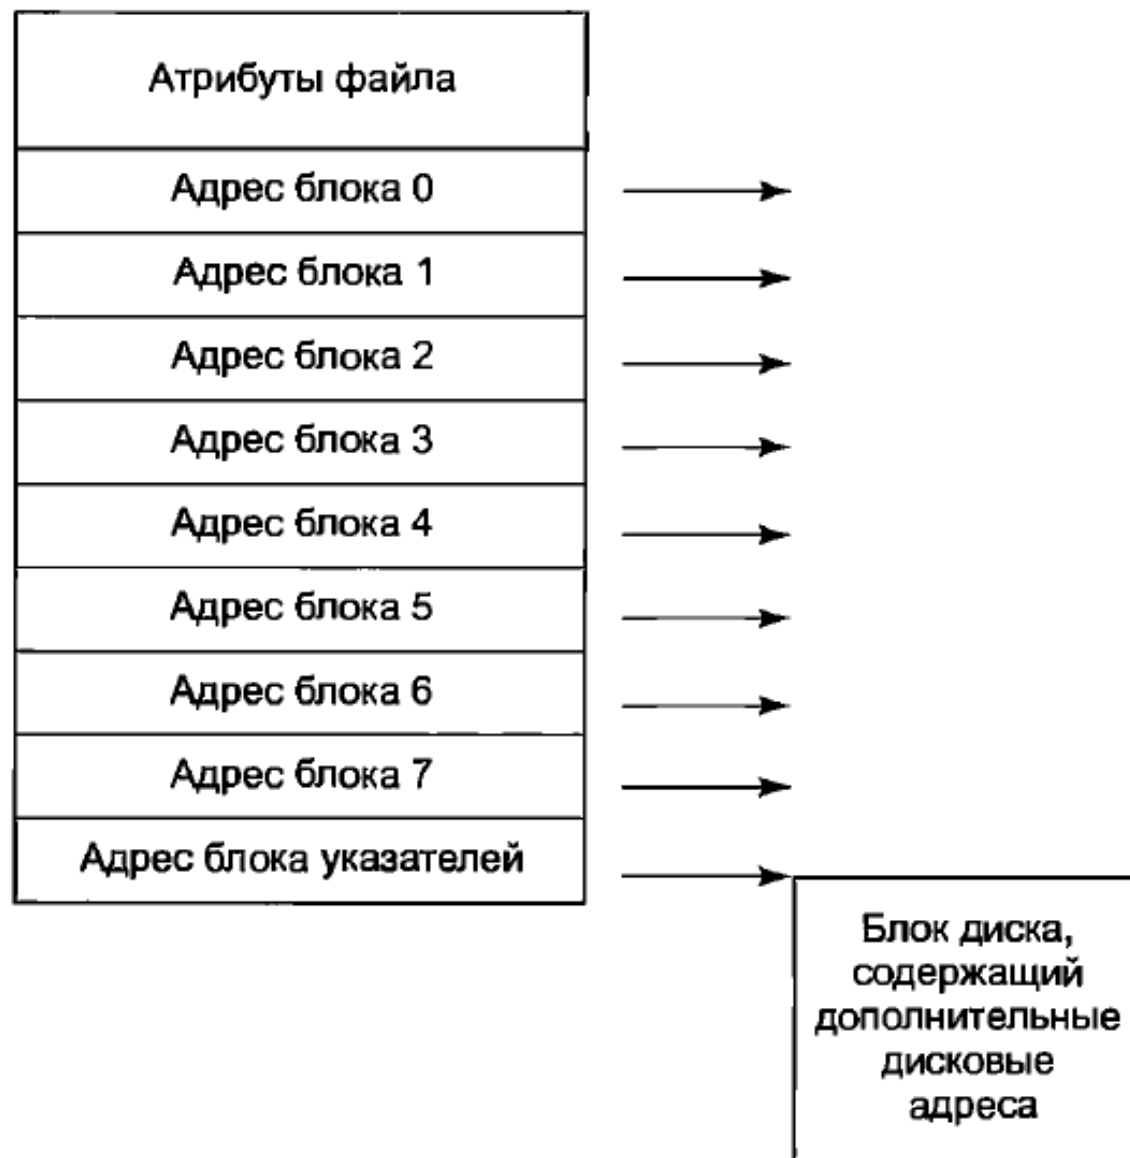 Атрибуты файла
Адрес блока 0
Адрес блока 1
Адрес блока 2
Адрес блока 3
Адрес блока 4
Адрес блока 5
Адрес блока 6
Адрес блока 7
Адрес блока указателей
Блок диска,
содержащий
дополнительные
дисковые
адреса